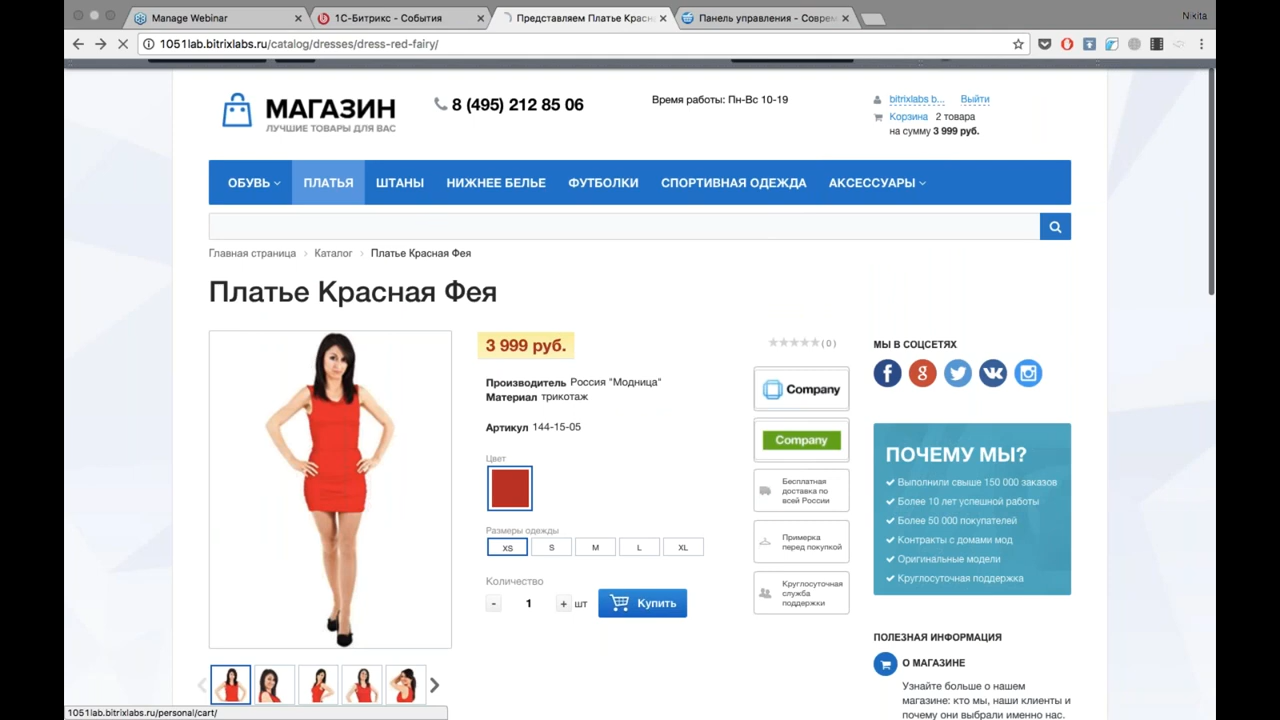 Manage Webinar
1С-Битрикс - События
Представляем Платье Красн
Панель управления - Соврем
Nikita
1051lab.bitrixlabs.ru/catalog/dresses/dress-red-fairy/
МАГАЗИН
ЛУЧШИЕ ТОВАРЫ ДЛЯ ВАС
8 (495) 212 85 06
Время работы: Пн-Вс 10-19
bitrixlabs b... Выйти
Корзина 2 товара
на сумму 3 999 руб.
ОБУВЬ ПЛАТЬЯ ШТАНЫ НИЖНЕЕ БЕЛЬЕ ФУТБОЛКИ СПОРТИВНАЯ ОДЕЖДА АКСЕССУАРЫ
Главная страница > Каталог > Платье Красная Фея
Платье Красная Фея
3 999 руб.
Производитель Россия "Модница"
Материал трикотаж
Артикул 144-15-05
Цвет
Размеры одежды
XS S M L XL
Количество
- 1 + шт Купить
( 0 )
Company
Company
Бесплатная
доставка по
всей России
Примерка
перед покупкой
Круглосуточная
служба
поддержки
МЫ В СОЦСЕТЯХ
ПОЧЕМУ МЫ?
Выполнили свыше 150 000 заказов
Более 10 лет успешной работы
Более 50 000 покупателей
Контракты с домами мод
Оригинальные модели
Круглосуточная поддержка
ПОЛЕЗНАЯ ИНФОРМАЦИЯ
О МАГАЗИНЕ
Узнайте больше о нашем
магазине: кто мы, наши клиенты и
почему они выбрали именно нас.
1051lab.bitrixlabs.ru/personal/cart/